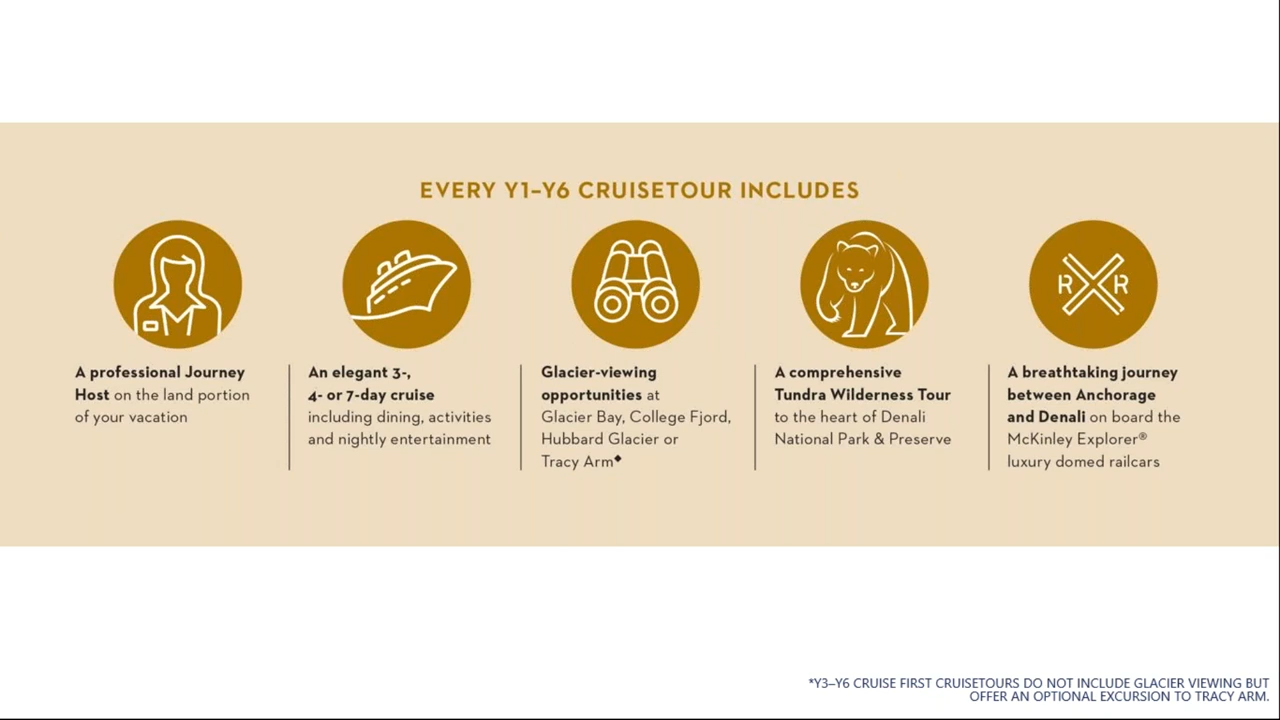 EVERY Y1–Y6 CRUISETOUR INCLUDES
R R
A professional Journey
Host on the land portion
of your vacation
An elegant 3-,
4- or 7-day cruise
including dining, activities
and nightly entertainment
Glacier-viewing
opportunities at
Glacier Bay, College Fjord,
Hubbard Glacier or
Tracy Arm◆
A comprehensive
Tundra Wilderness Tour
to the heart of Denali
National Park & Preserve
A breathtaking journey
between Anchorage
and Denali on board the
McKinley Explorer®
luxury domed railcars
*Y3–Y6 CRUISE FIRST CRUISETOURS DO NOT INCLUDE GLACIER VIEWING BUT
OFFER AN OPTIONAL EXCURSION TO TRACY ARM.